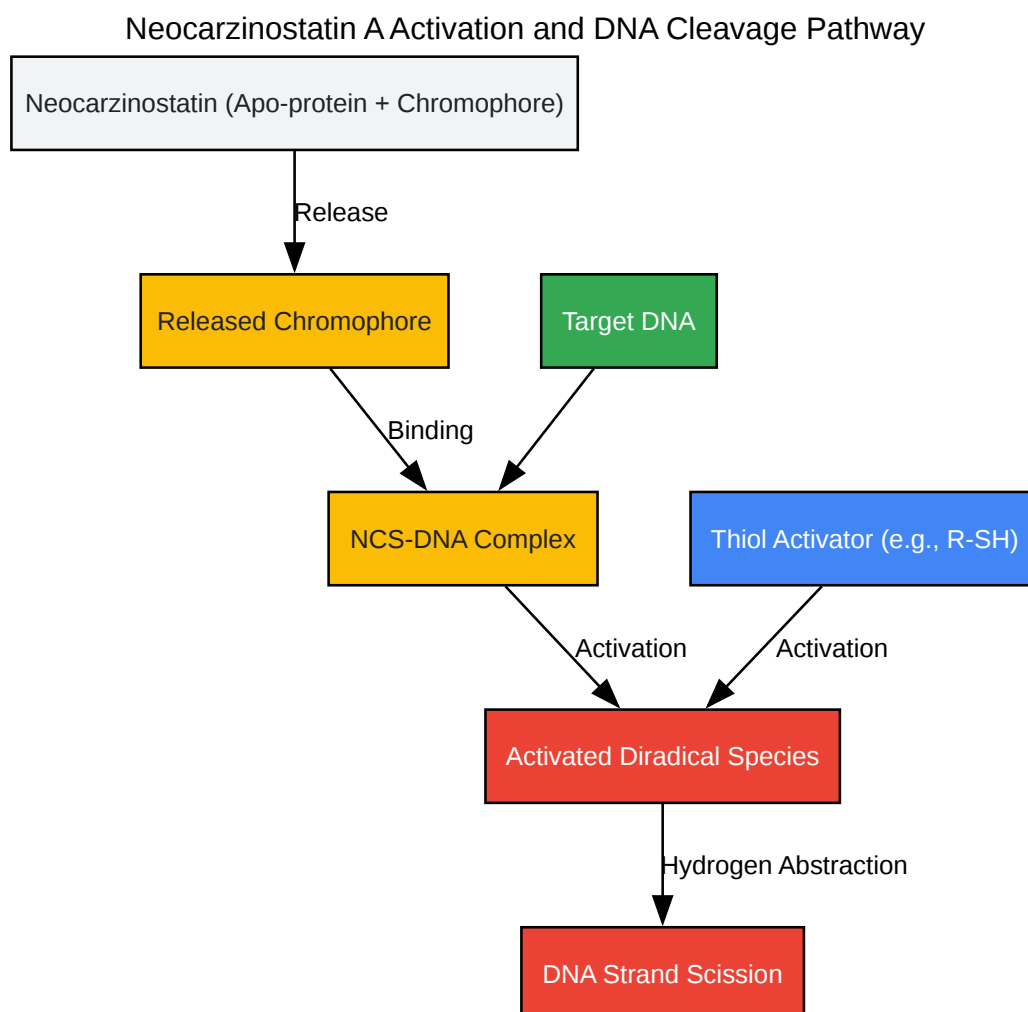 Neocarzinostatin A Activation and DNA Cleavage Pathway
Neocarzinostatin (Apo-protein + Chromophore)
Release
Released Chromophore
Target DNA
Binding
NCS-DNA Complex
Thiol Activator (e.g., R-SH)
Activation
Activation
Activated Diradical Species
Hydrogen Abstraction
DNA Strand Scission